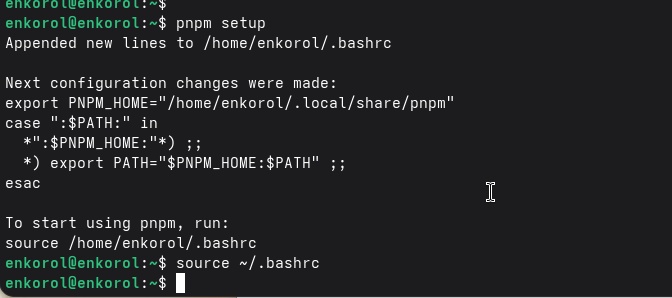 enkorol@enkorol:~$
enkorol@enkorol:~$ pnpm setup
Appended new lines to /home/enkorol/.bashrc
Next configuration changes were made:
export PNPM_HOME="/home/enkorol/.local/share/pnpm"
case ":$PATH:" in
  *":$PNPM_HOME:"*) ;;
  *) export PATH="$PNPM_HOME:$PATH" ;;
esac
To start using pnpm, run:
source /home/enkorol/.bashrc
enkorol@enkorol:~$ source ~/.bashrc
enkorol@enkorol:~$